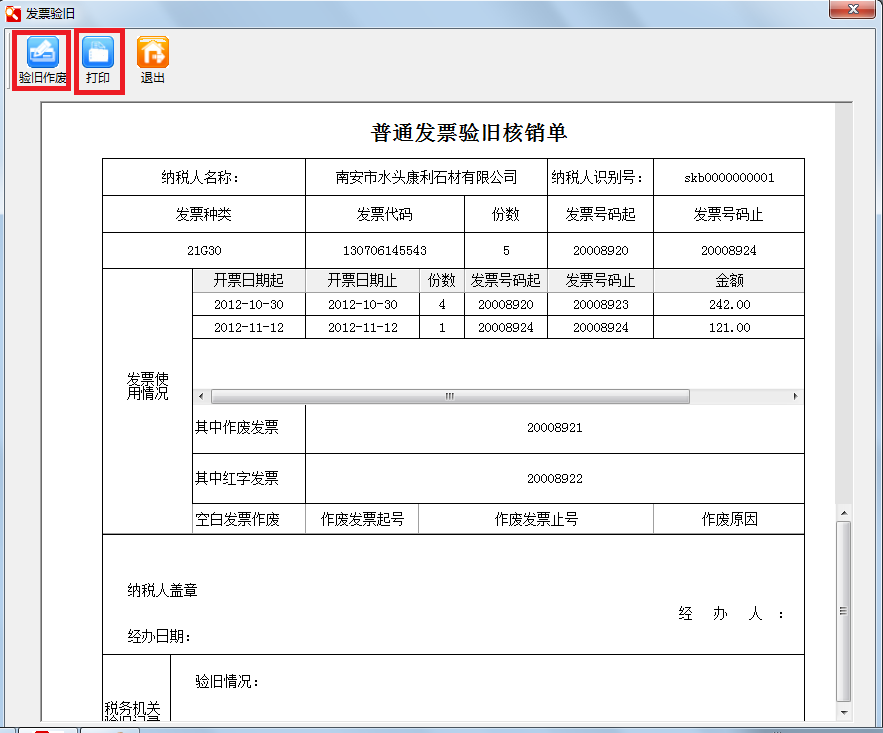 发票验旧
验旧作废 打印 退出
普通发票验旧核销单
纳税人名称： 南安市水头康利石材有限公司 纳税人识别号： skb0000000001
发票种类 发票代码 份数 发票号码起 发票号码止
21G30 130706145543 5 20008920 20008924
开票日期起 开票日期止 份数 发票号码起 发票号码止 金额
2012-10-30 2012-10-30 4 20008920 20008923 242.00
2012-11-12 2012-11-12 1 20008924 20008924 121.00
发票使
用情况
其中作废发票 20008921
其中红字发票 20008922
空白发票作废 作废发票起号 作废发票止号 作废原因
纳税人盖章
经 办 人 ：
经办日期：
验旧情况：
税务机关
验旧记录